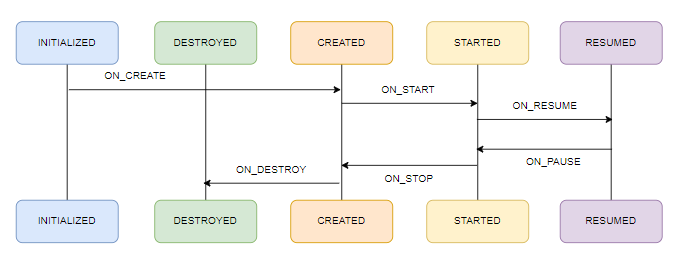 INITIALIZED
DESTROYED
CREATED
STARTED
RESUMED
ON_CREATE
ON_START
ON_RESUME
ON_PAUSE
ON_STOP
ON_DESTROY
INITIALIZED
DESTROYED
CREATED
STARTED
RESUMED